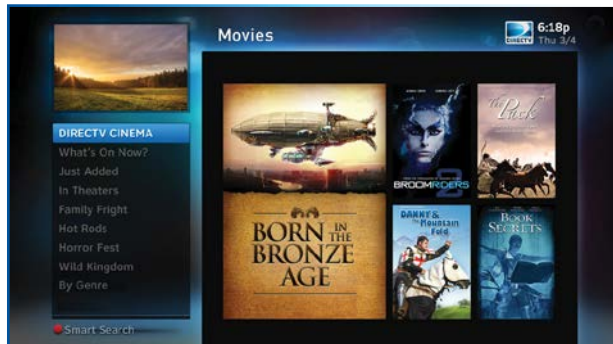 Movies
DIRECTV
6:18p
Thu 3/4
DIRECTV CINEMA
What's On Now?
Just Added
In Theaters
Family Fright
Hot Rods
Horror Fest
Wild Kingdom
By Genre
Smart Search
BORN IN THE
BRONZE
AGE
2
BROOMRIDERS
The Pack
DANNY &
The Mountain
Fold
BOOK
SECRETS